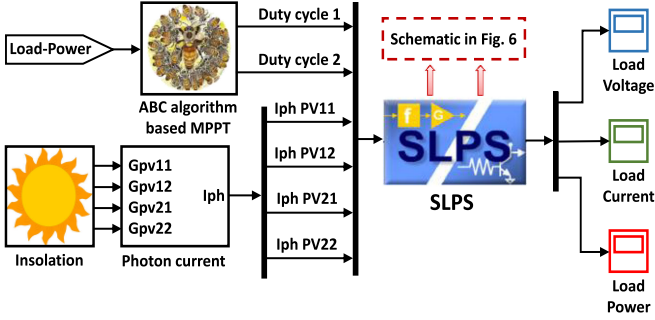 Load-Power
ABC algorithm
based MPPT
Duty cycle 1
Duty cycle 2
Schematic in Fig. 6
Load
Voltage
Insolation
Gpv11
Gpv12
Gpv21
Gpv22
Iph
Photon current
Iph PV11
Iph PV12
Iph PV21
Iph PV22
f
G
SLPS
SLPS
Load
Current
Load
Power